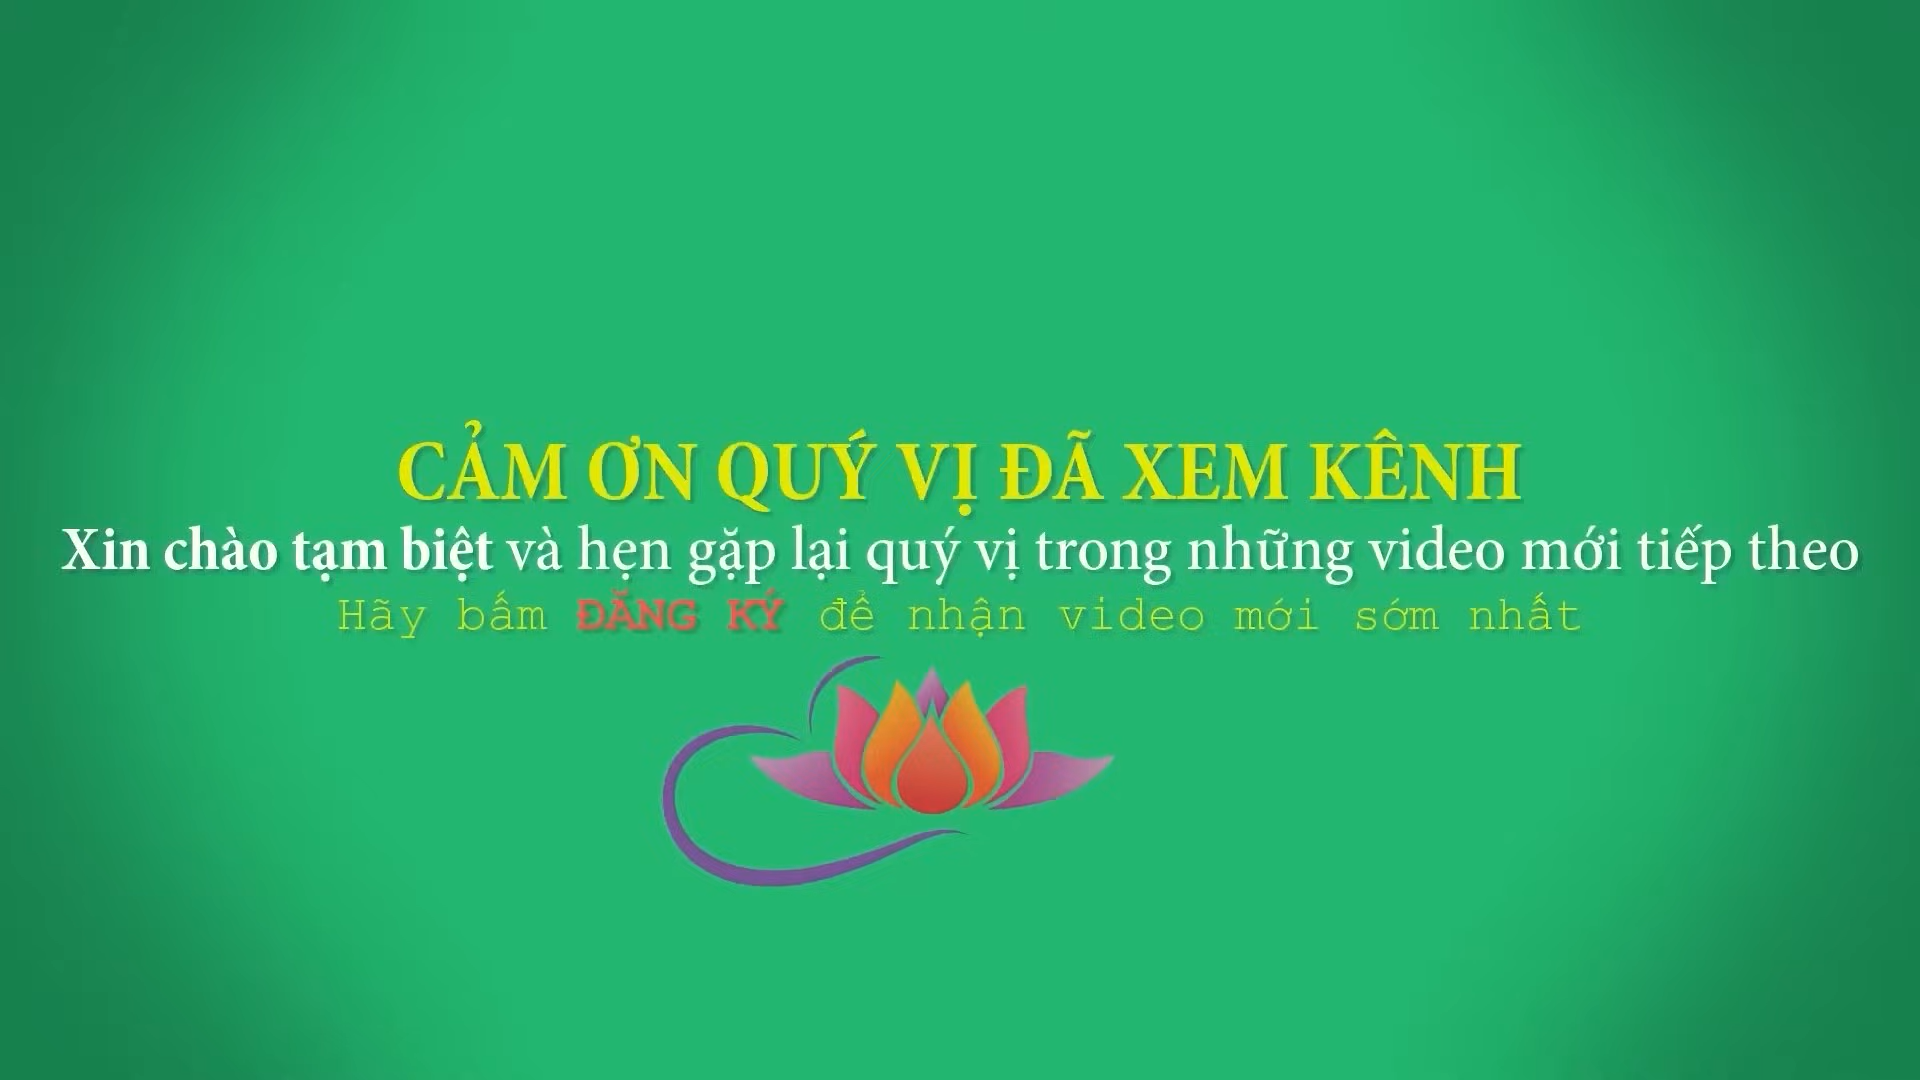 CẢM ƠN QUÝ VỊ ĐÃ XEM KÊNH
Xin chào tạm biệt và hẹn gặp lại quý vị trong những video mới tiếp theo
Hãy bấm ĐĂNG KÝ để nhận video mới sớm nhất